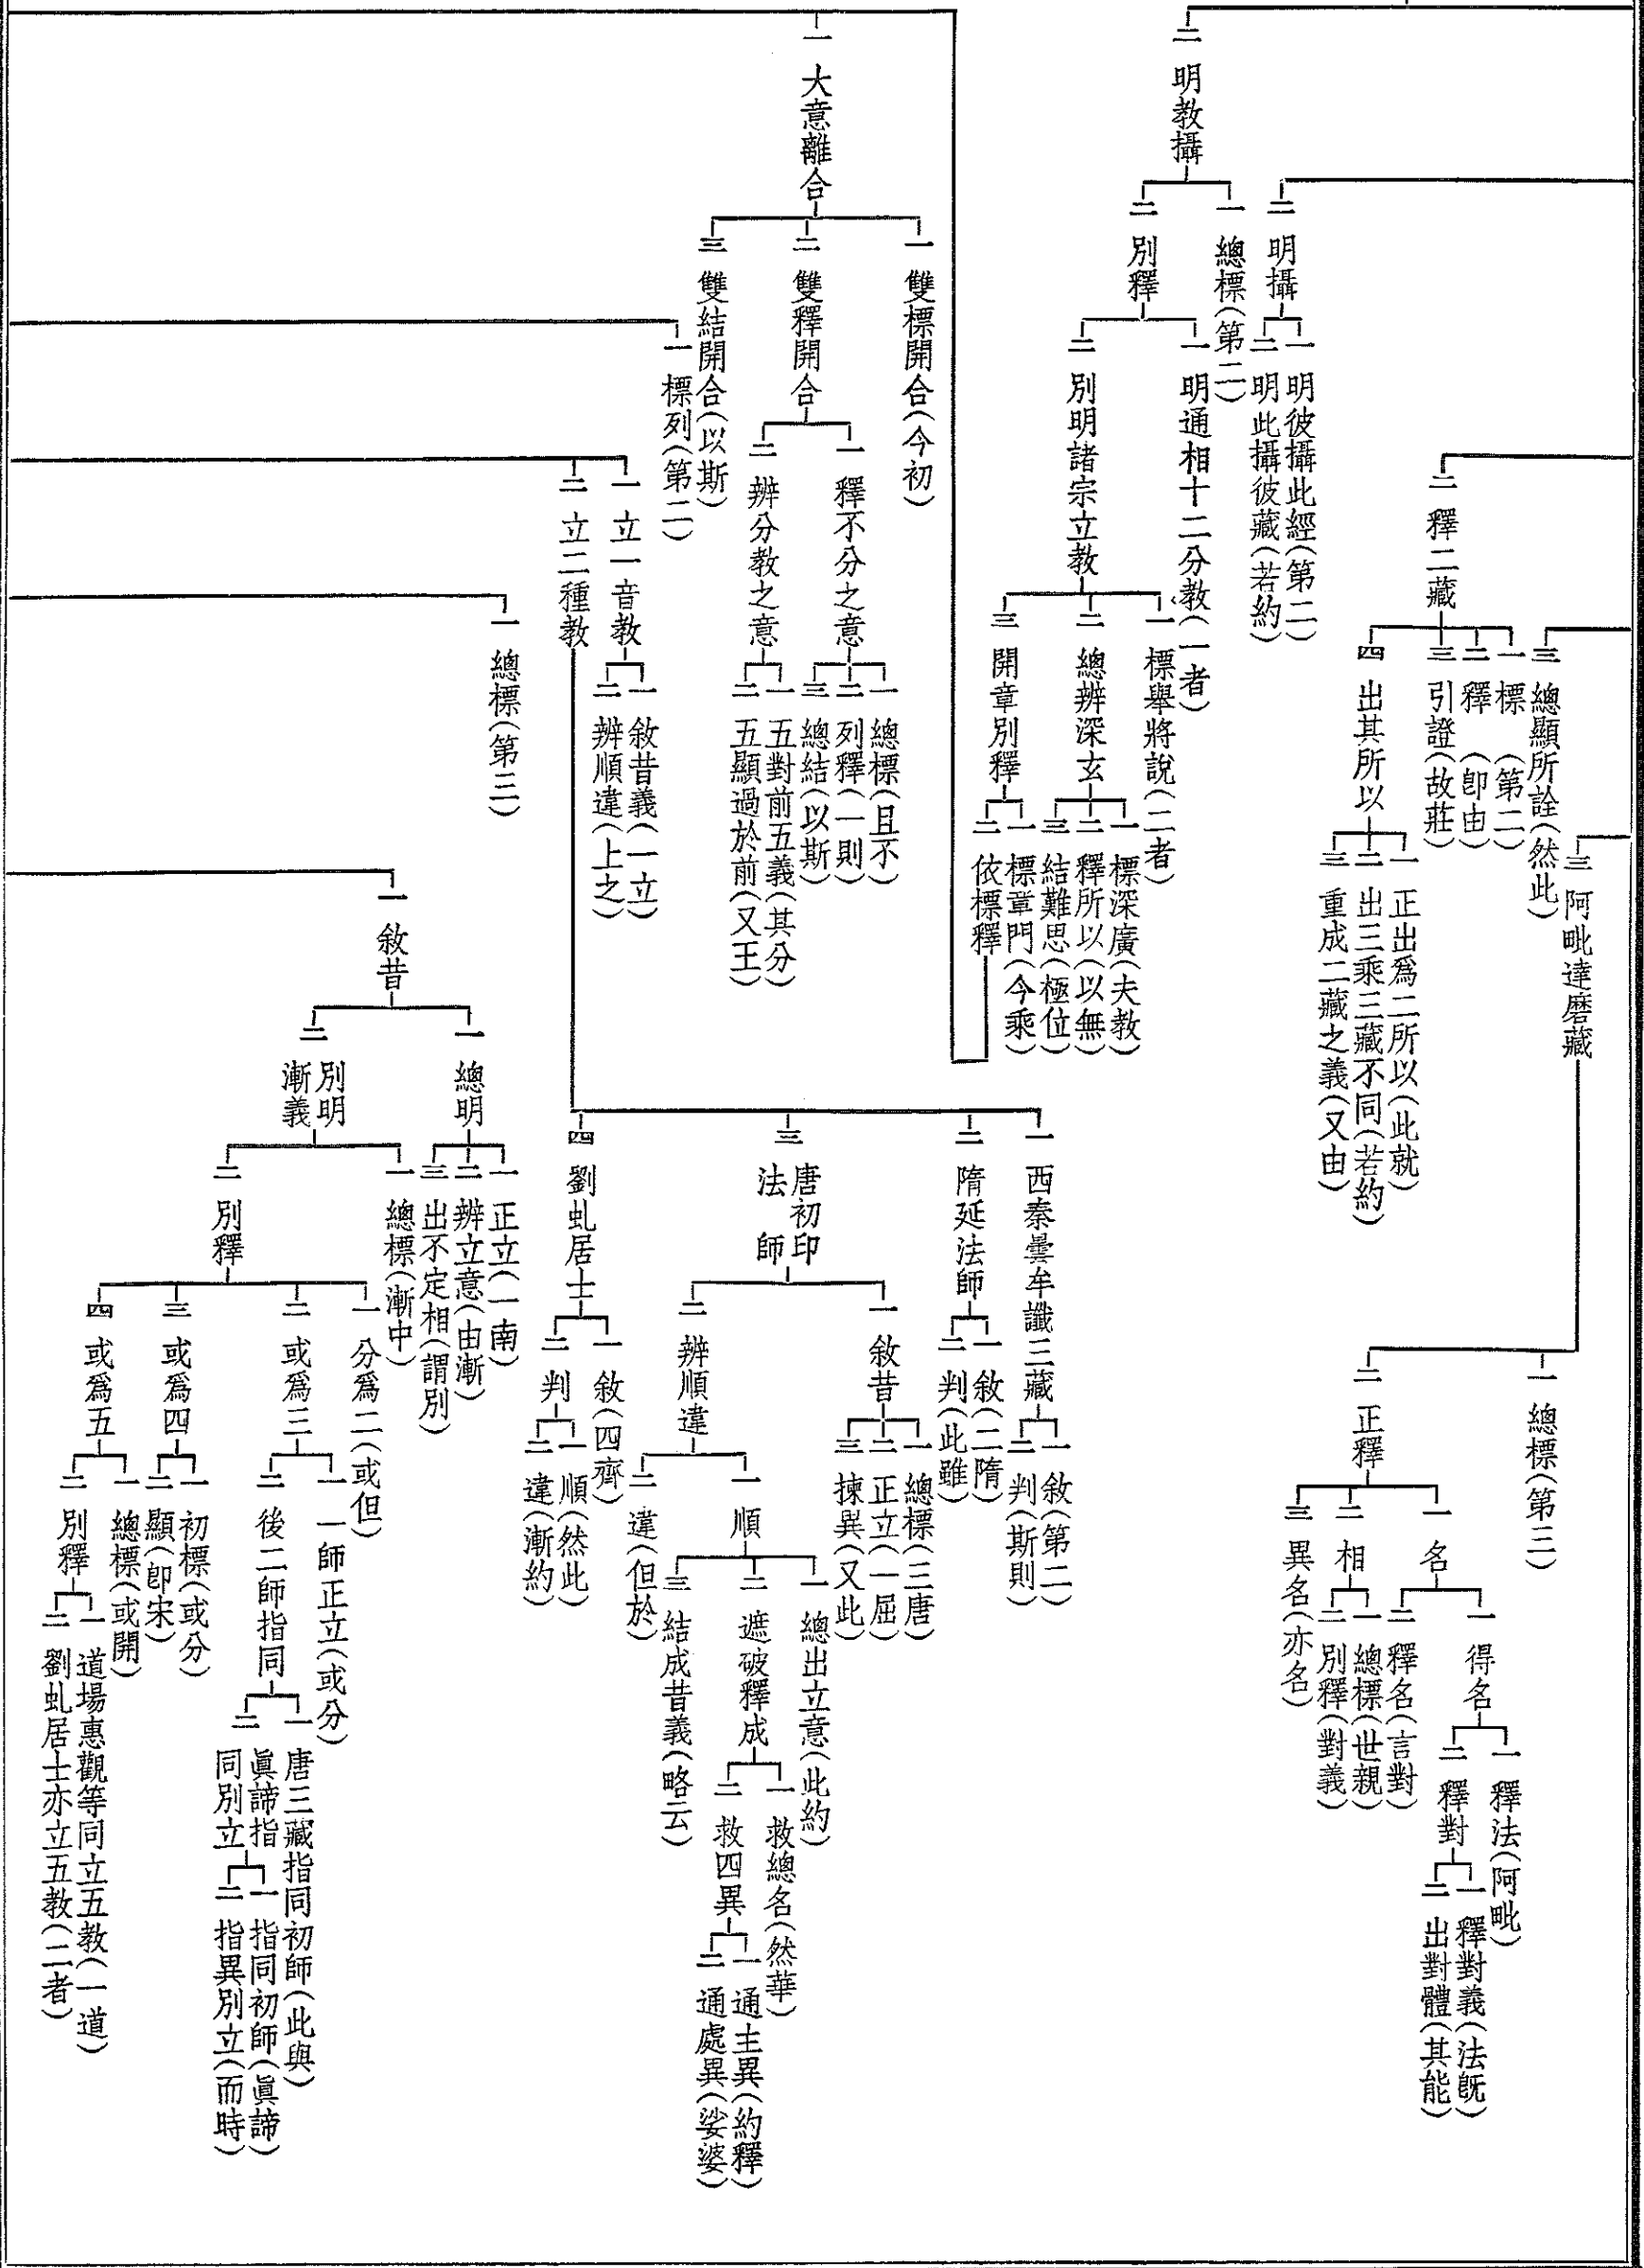 三 阿毗達磨藏
一 總標(第三)
二 正釋
一 名
一 得名
一 釋法(阿毗)
二 釋對
一 釋對義(法既)
二 出對體(其能)
二 釋名(言對)
二 相
一 總標(世親)
二 別釋(對義)
三 異名(亦名)
三 總顯所詮(然此)
二 釋二藏
一 標(第二)
二 釋(即由)
三 引證(故莊)
四 出其所以
一 正出爲二所以(此就)
二 出三乘三藏不同(若約)
三 重成二藏之義(又由)
二 明攝
一 明彼攝此經(第二)
二 明此攝彼藏(若約)
二 明教攝
一 總標(第二)
二 別釋
一 明通相十二分教(一者)
二 別明諸宗立教
一 標舉將說(二者)
二 總辨深玄
一 標深廣(夫教)
二 釋所以(以無)
三 結難思(極位)
三 開章別釋
一 標章門(今乘)
二 依標釋
一 大意離合
一 雙標開合(今初)
二 雙釋開合
一 釋不分之意
一 總標(且不)
二 列釋(一則)
三 總結(以斯)
二 辨分教之意
一 五對前五義(其分)
二 五顯過於前(又王)
三 雙結開合(以斯)
一 標列(第二)
一 立一音教
一 敘昔義(一立)
二 辨順違(上之)
二 立二種教
一 西秦曇牟讖三藏
一 敘(第二)
二 判(斯則)
二 隋延法師
一 敘(二隋)
二 判(此雖)
三 唐初印法師
一 敘昔
一 總標(三唐)
二 正立(一屈)
三 揀異(又此)
二 辨順違
一 順
一 總出立意(此約)
二 遮破釋成
一 救總名(然華)
二 救四異
一 通主異(約釋)
二 通處異(娑婆)
三 結成昔義(略云)
二 違(但於)
四 劉虬居士
一 敘(四齊)
二 判
一 順(然此)
二 違(漸約)
一 總標(第三)
一 敘昔
一 總明
一 正立(一南)
二 辨立意(由漸)
三 出不定相(謂別)
二 別明漸義
一 總標(漸中)
二 別釋
一 分爲二(或但)
二 或爲三
一 一師正立(或分)
二 後二師指同
一 唐三藏指同初師(此與)
二 眞諦指同別立
一 指同初師(眞諦)
二 指異別立(而時)
三 或爲四
一 初標(或分)
二 顯(即宋)
四 或爲五
一 總標(或開)
二 別釋
一 道場惠觀等同立五教(一道)
二 劉虬居士亦立五教(二者)